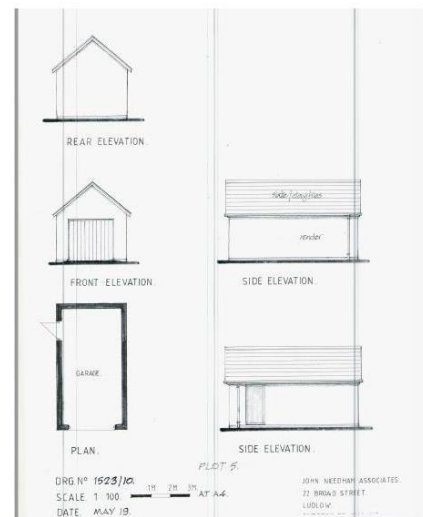 REAR ELEVATION.
render
FRONT ELEVATION.
SIDE ELEVATION.
GARAGE.
PLAN.
SIDE ELEVATION.
PLOT 5.
DRG. Nº 1523/10.
SCALE 1 100.
1M 2M 3M
AT A4.
DATE. MAY 19.
JOHN NEEDHAM ASSOCIATES.
22 BROAD STREET
LUDLOW.